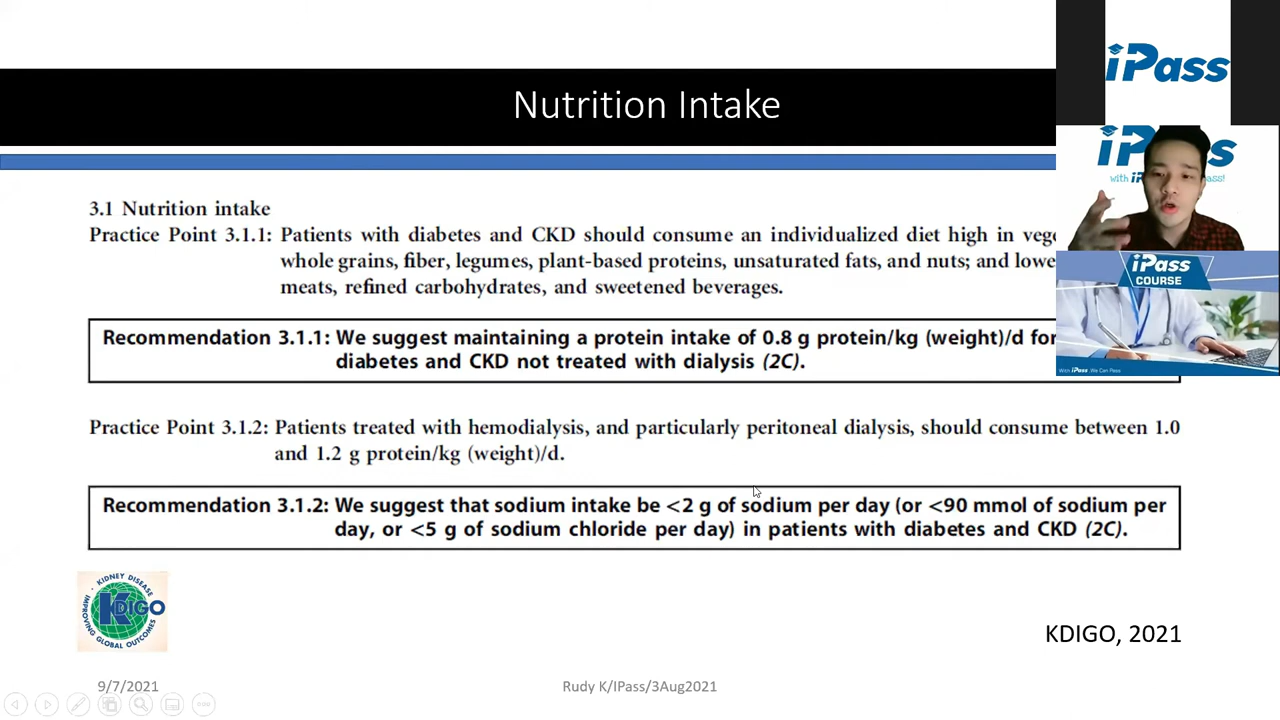 Nutrition Intake
iPass
with iP ass!
iPass
COURSE
With iPass ,We Can Pass
3.1 Nutrition intake
Practice Point 3.1.1: Patients with diabetes and CKD should consume an individualized diet high in vege
whole grains, fiber, legumes, plant-based proteins, unsaturated fats, and nuts; and lowe
meats, refined carbohydrates, and sweetened beverages.
Recommendation 3.1.1: We suggest maintaining a protein intake of 0.8 g protein/kg (weight)/d for
diabetes and CKD not treated with dialysis (2C).
Practice Point 3.1.2: Patients treated with hemodialysis, and particularly peritoneal dialysis, should consume between 1.0
and 1.2 g protein/kg (weight)/d.
Recommendation 3.1.2: We suggest that sodium intake be <2 g of sodium per day (or <90 mmol of sodium per
day, or <5 g of sodium chloride per day) in patients with diabetes and CKD (2C).
KIDNEY DISEASE
KDIGO
IMPROVING GLOBAL OUTCOMES
KDIGO, 2021
9/7/2021
Rudy K/IPass/3Aug2021